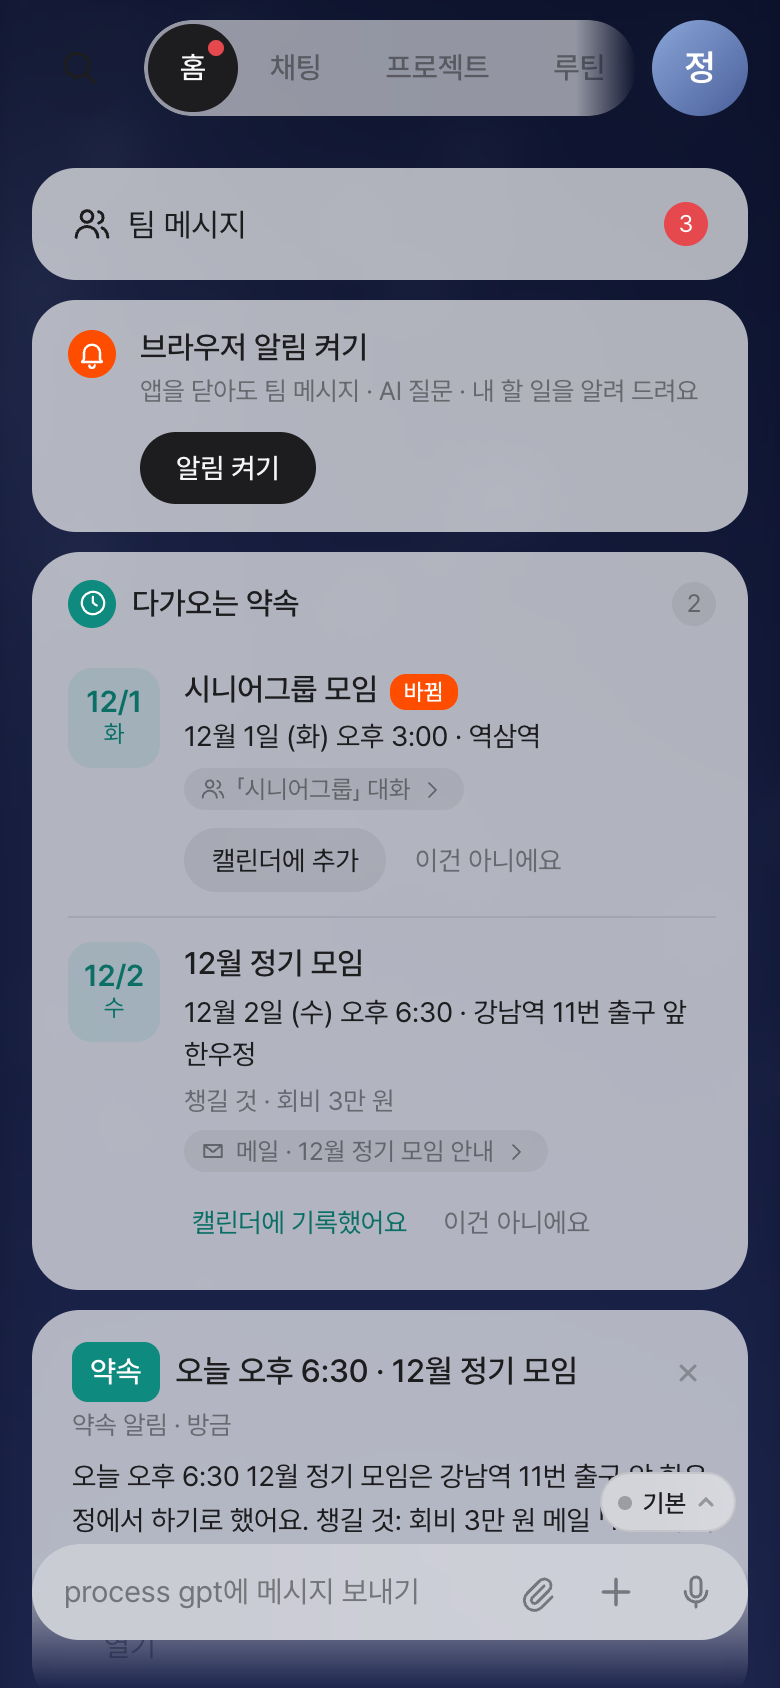 홈 채팅 프로젝트 루틴 정
팀 메시지 3
브라우저 알림 켜기
앱을 닫아도 팀 메시지 · AI 질문 · 내 할 일을 알려 드려요
알림 켜기
다가오는 약속 2
12/1
화
시니어그룹 모임 바뀜
12월 1일 (화) 오후 3:00 · 역삼역
「시니어그룹」 대화
캘린더에 추가 이건 아니에요
12/2
수
12월 정기 모임
12월 2일 (수) 오후 6:30 · 강남역 11번 출구 앞
한우정
챙길 것 · 회비 3만 원
메일 · 12월 정기 모임 안내
캘린더에 기록했어요 이건 아니에요
약속 오늘 오후 6:30 · 12월 정기 모임
약속 알림 · 방금
오늘 오후 6:30 12월 정기 모임은 강남역 11번 출구
기본
정에서 하기로 했어요. 챙길 것: 회비 3만 원 메일
process gpt에 메시지 보내기
열기